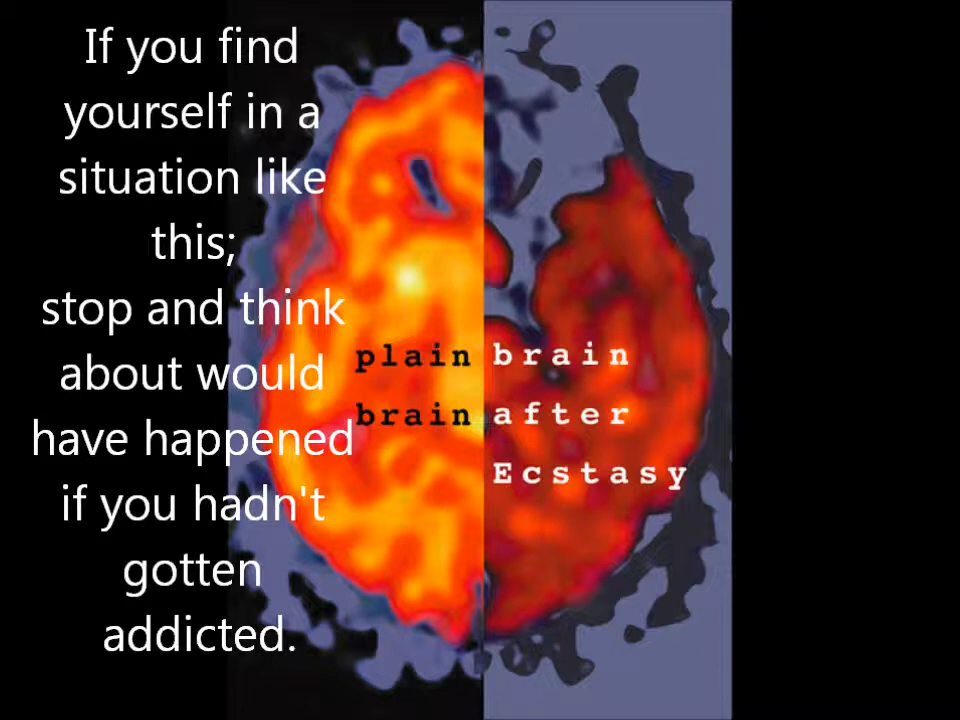 If you find
yourself in a
situation like
this;
stop and think
about would
have happened
if you hadn't
gotten
addicted.
plain brain
brain after
Ecstasy